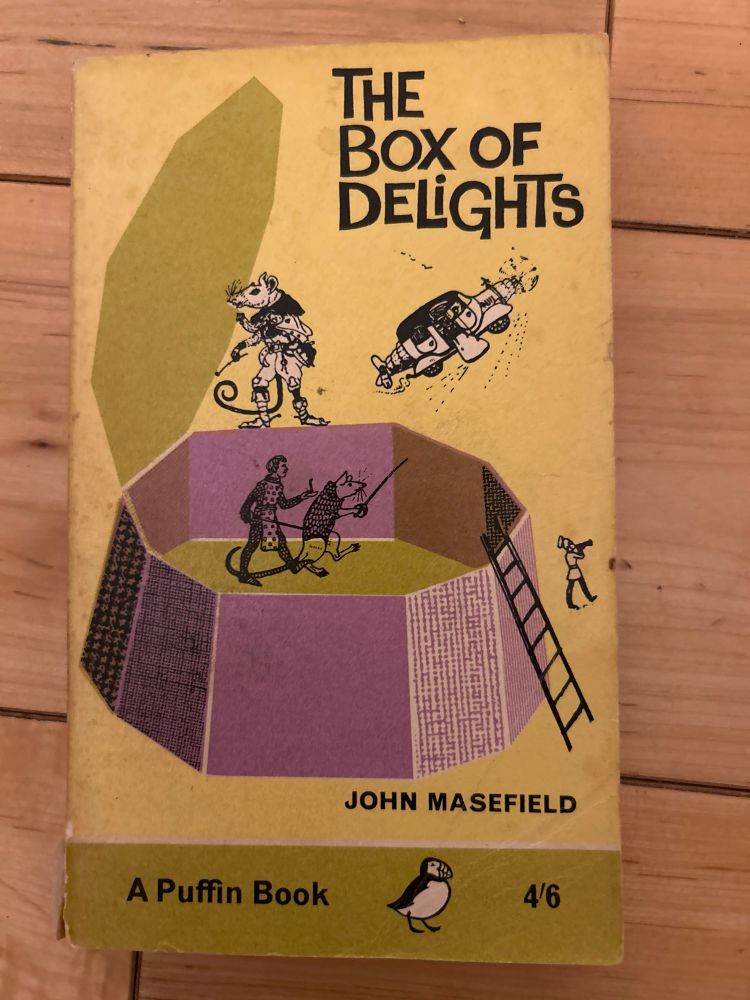 THE
BOX OF
DELiGHTS
JOHN MASEFIELD
A Puffin Book
4/6